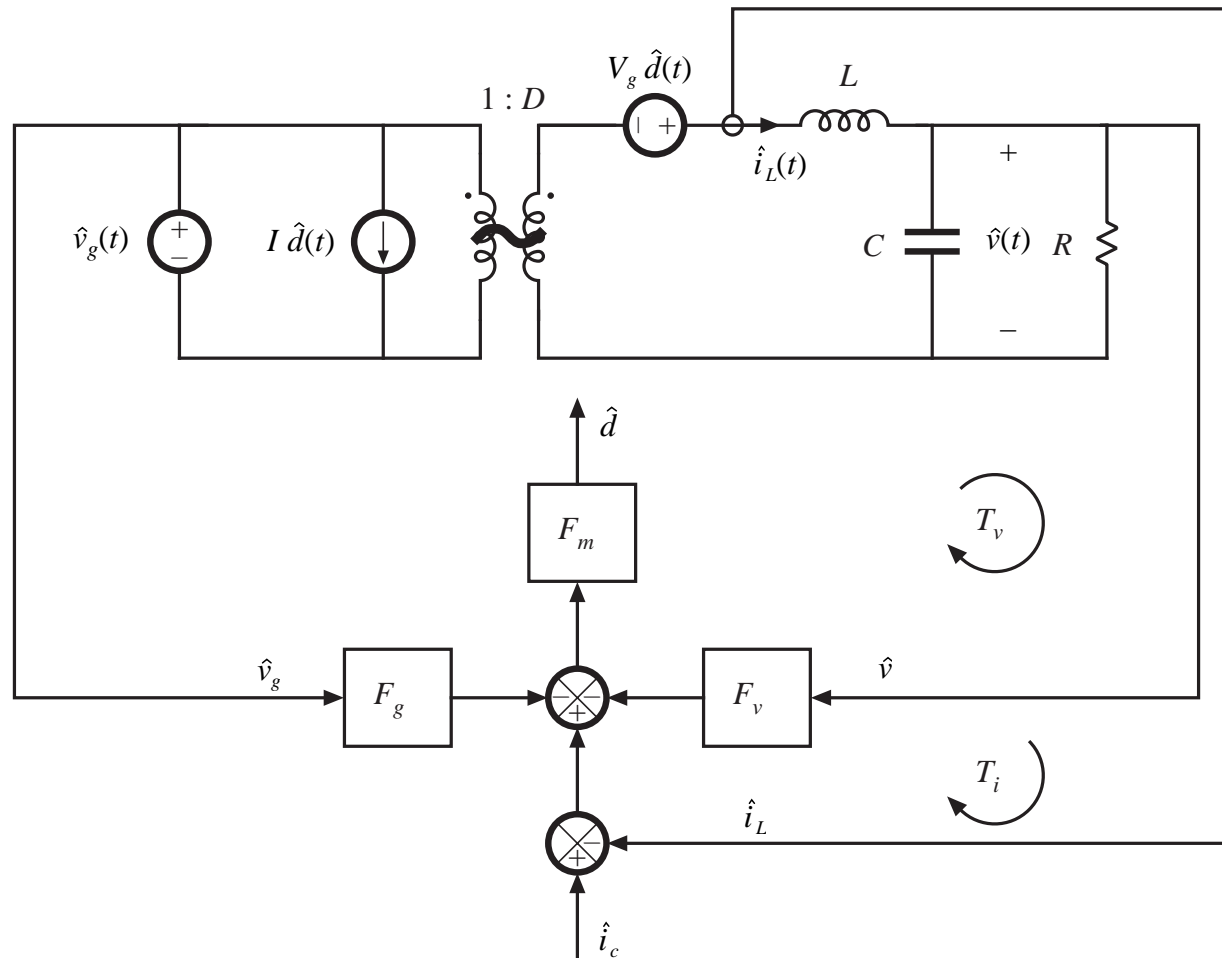 V_g d̂(t)
L
1 : D
î_L(t)
+
v̂_g(t)
+
−
I d̂(t)
− +
C
v̂(t)
R
−
d̂
F_m
T_v
v̂_g
F_g
− −
+
F_v
v̂
T_i
î_L
−
+
î_c